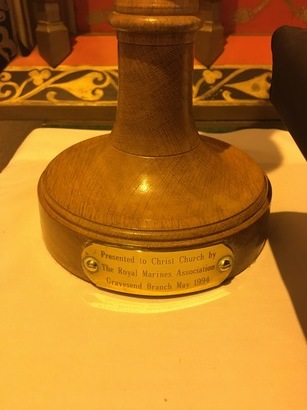 Presented to Christ Church by
The Royal Marines Association
Gravesend Branch May 1994